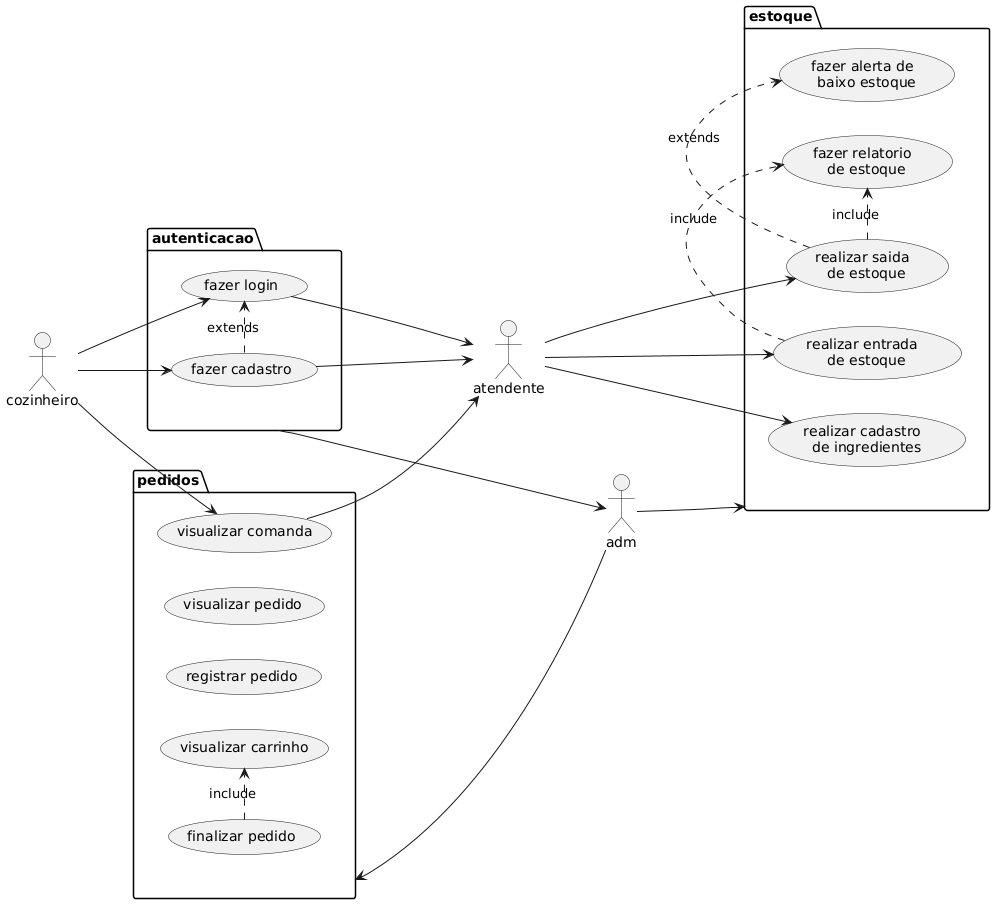 estoque
fazer alerta de
baixo estoque
extends
fazer relatorio
de estoque
include
include
realizar saida
de estoque
autenticacao
fazer login
extends
fazer cadastro
cozinheiro
atendente
realizar entrada
de estoque
realizar cadastro
de ingredientes
pedidos
visualizar comanda
adm
visualizar pedido
registrar pedido
visualizar carrinho
include
finalizar pedido